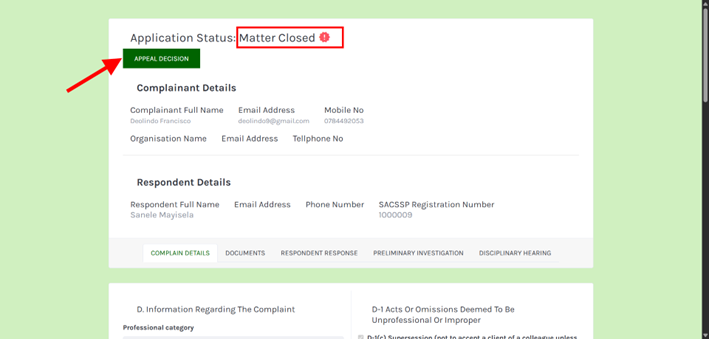 Application Status: Matter Closed
APPEAL DECISION
Complainant Details
Complainant Full Name Email Address Mobile No
Deolindo Francisco deolindo9@gmail.com 0784492053
Organisation Name Email Address Tellphone No
Respondent Details
Respondent Full Name Email Address Phone Number SACSSP Registration Number
Sanele Mayisela 1000009
COMPLAIN DETAILS DOCUMENTS RESPONDENT RESPONSE PRELIMINARY INVESTIGATION DISCIPLINARY HEARING
D. Information Regarding The Complaint
Professional category
D-1 Acts Or Omissions Deemed To Be
Unprofessional Or Improper
D-1(c) Supersession (not to accept a client of a colleague unless